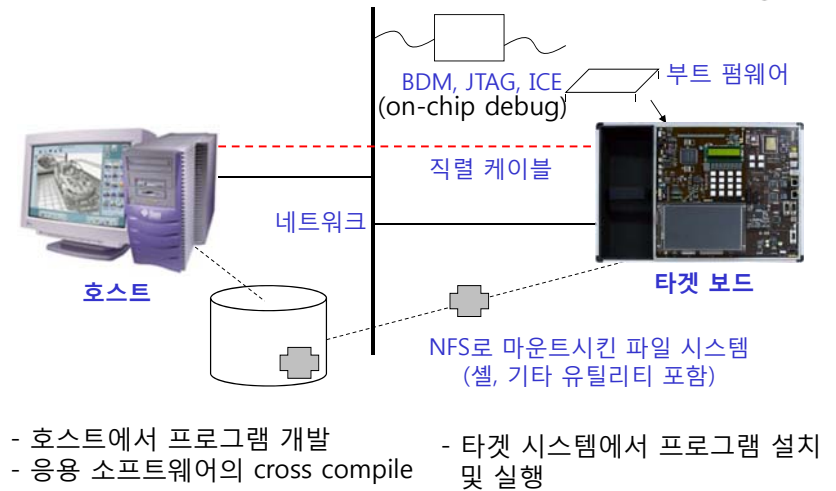 BDM, JTAG, ICE
(on-chip debug)
부트 펌웨어
직렬 케이블
네트워크
호스트
타겟 보드
NFS로 마운트시킨 파일 시스템
(셸, 기타 유틸리티 포함)
- 호스트에서 프로그램 개발
- 응용 소프트웨어의 cross compile
- 타겟 시스템에서 프로그램 설치
및 실행